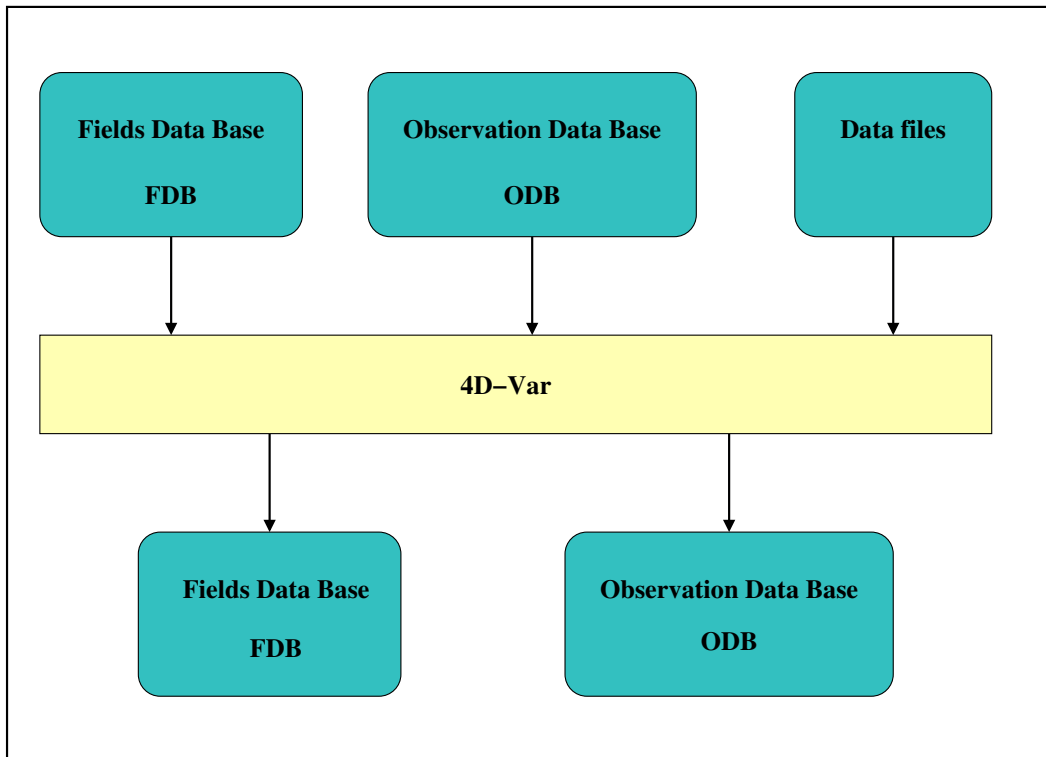 Fields Data Base
FDB
Observation Data Base
ODB
Data files
4D−Var
Fields Data Base
FDB
Observation Data Base
ODB